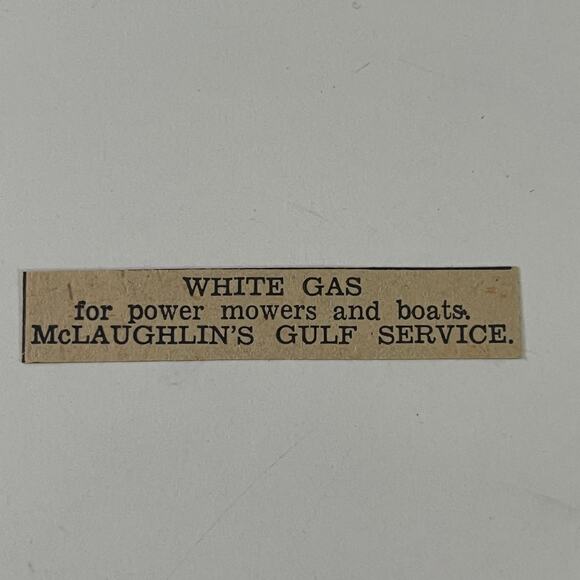 WHITE GAS
for power mowers and boats.
McLAUGHLIN'S GULF SERVICE.